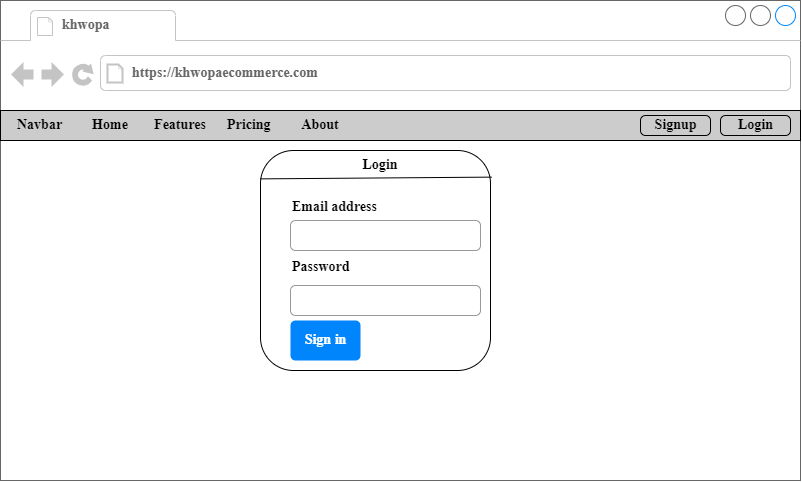 khwopa
https://khwopaecommerce.com
Navbar Home Features Pricing About Signup Login
Login
Email address
Password
Sign in